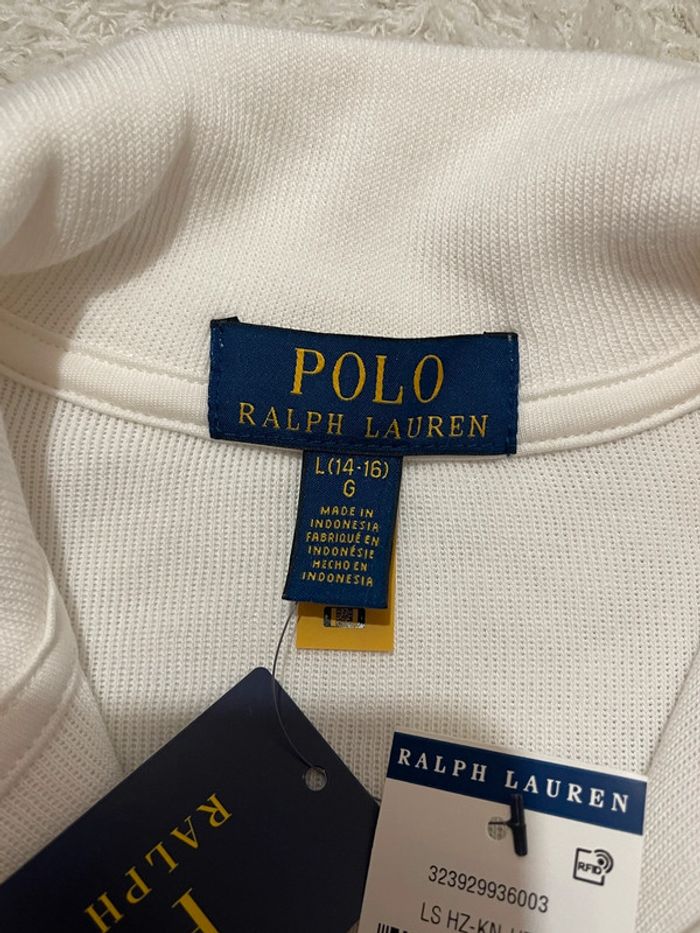 POLO
RALPH LAUREN
L(14-16)
G
MADE IN
INDONESIA
FABRIQUÉ EN
INDONÉSIE
HECHO EN
INDONESIA
RALPH
RALPH LAUREN
RFID
323929936003
LS HZ-KN